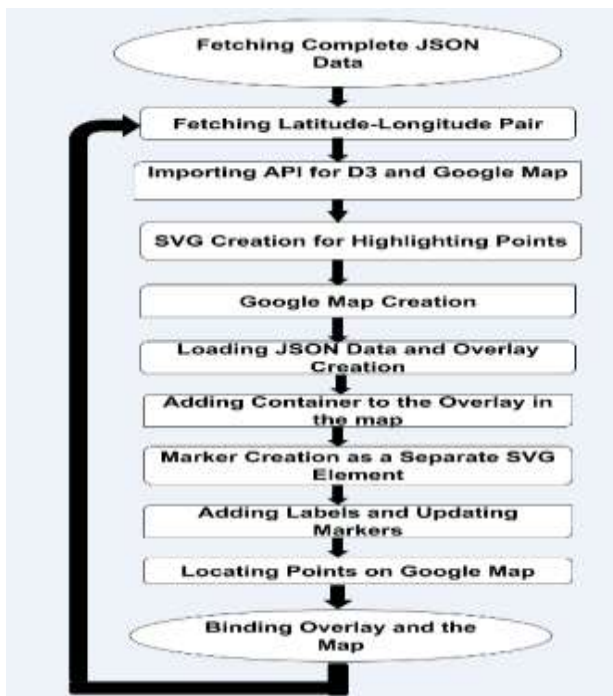 Fetching Complete JSON
Data
Fetching Latitude-Longitude Pair
Importing API for D3 and Google Map
SVG Creation for Highlighting Points
Google Map Creation
Loading JSON Data and Overlay
Creation
Adding Container to the Overlay in
the map
Marker Creation as a Separate SVG
Element
Adding Labels and Updating
Markers
Locating Points on Google Map
Binding Overlay and the
Map